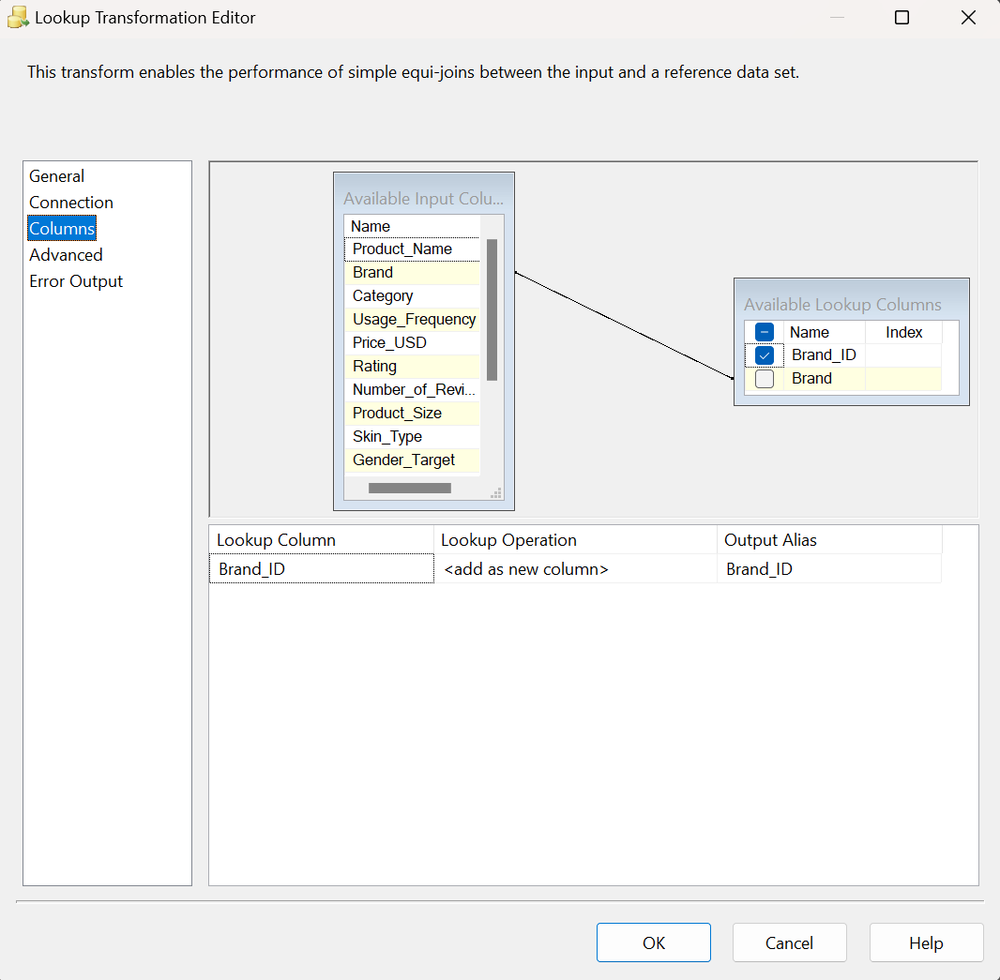 Lookup Transformation Editor
This transform enables the performance of simple equi-joins between the input and a reference data set.
General
Connection
Columns
Advanced
Error Output
Available Input Colu...
Name
Product_Name
Brand
Category
Usage_Frequency
Price_USD
Rating
Number_of_Revi...
Product_Size
Skin_Type
Gender_Target
Available Lookup Columns
Name Index
Brand_ID
Brand
Lookup Column Lookup Operation Output Alias
Brand_ID <add as new column> Brand_ID
OK Cancel Help